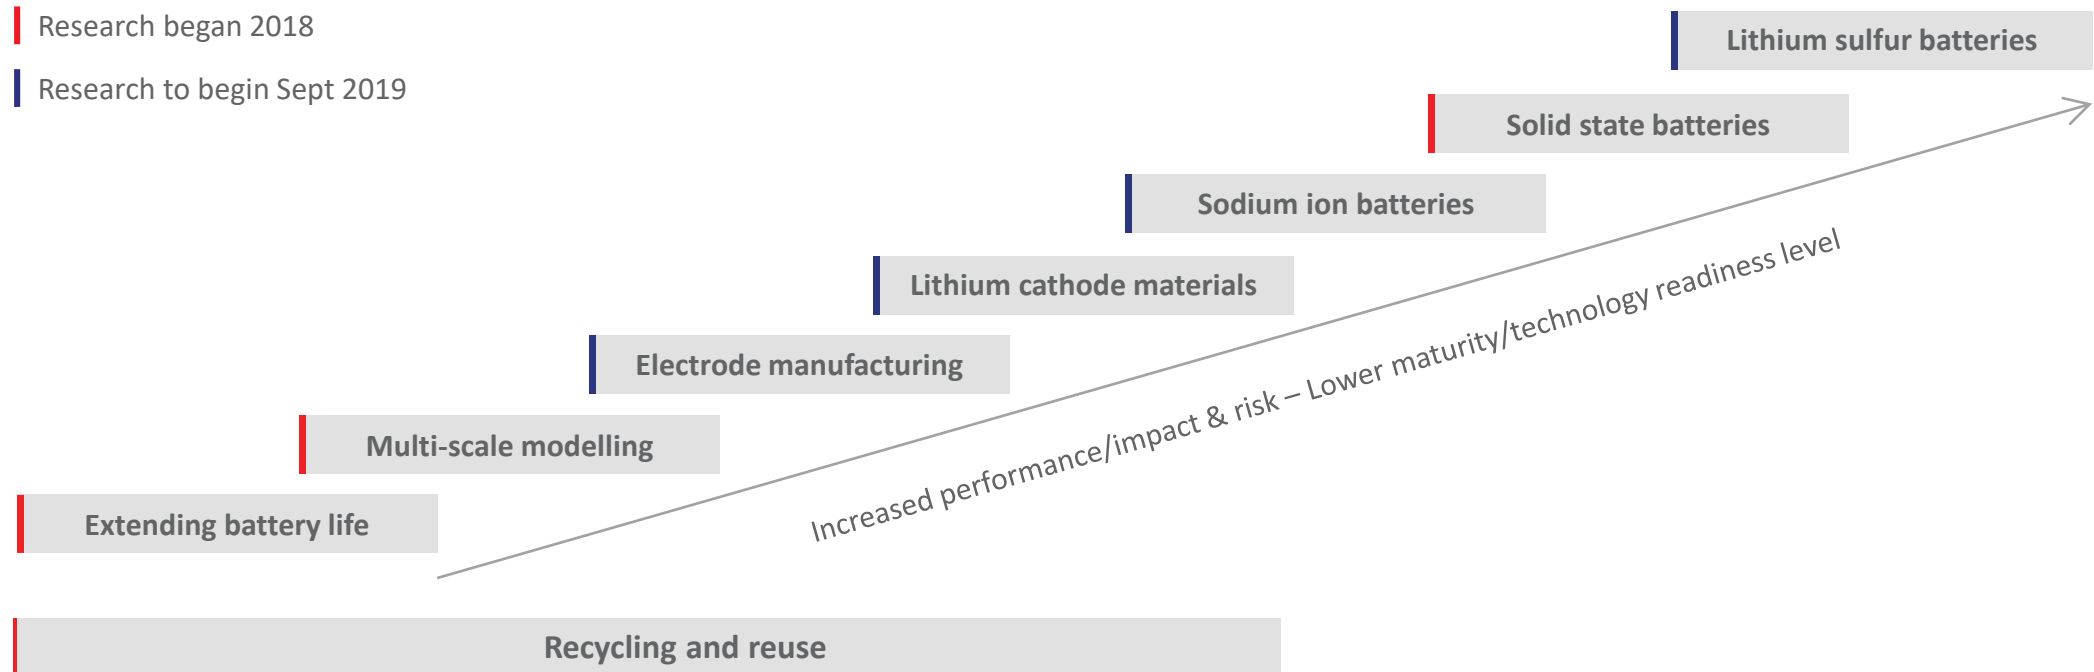 Research began 2018
Research to begin Sept 2019
Lithium sulfur batteries
Solid state batteries
Sodium ion batteries
Lithium cathode materials
Electrode manufacturing
Multi-scale modelling
Extending battery life
Increased performance/impact & risk – Lower maturity/technology readiness level
Recycling and reuse